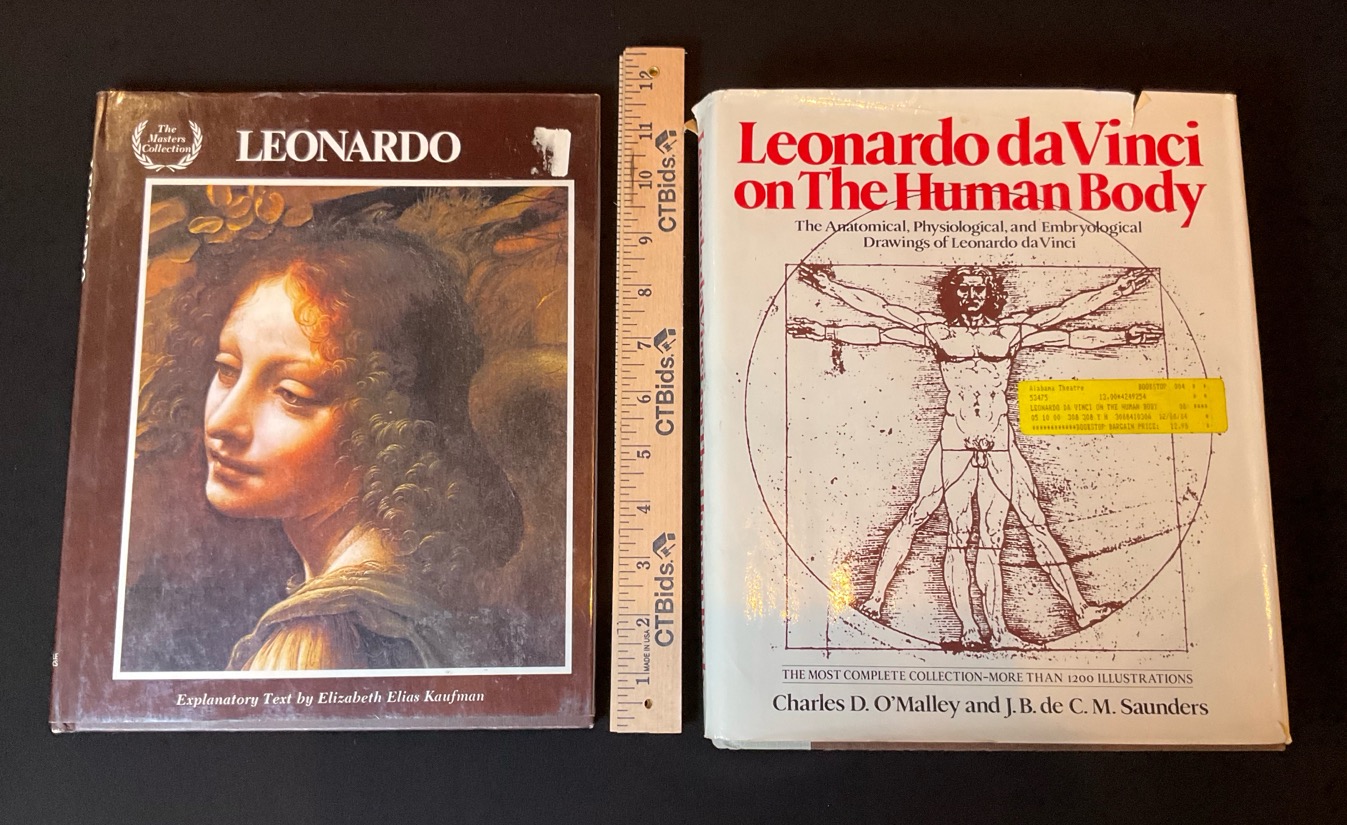 The
Masters
Collection
LEONARDO
Explanatory Text by Elizabeth Elias Kaufman
12
11
10
9
8
7
6
5
4
3
2
1
MADE IN USA
CTBids.
CTBids.
CTBids.
Leonardo da Vinci
on The Human Body
The Anatomical, Physiological, and Embryological
Drawings of Leonardo da Vinci
Alabama Theatre BOOKSTOP
53475
LEONARDO DA VINCI ON THE HUMAN BODY
BOOKSTOP BARGAIN PRICE:
THE MOST COMPLETE COLLECTION–MORE THAN 1200 ILLUSTRATIONS
Charles D. O'Malley and J. B. de C. M. Saunders